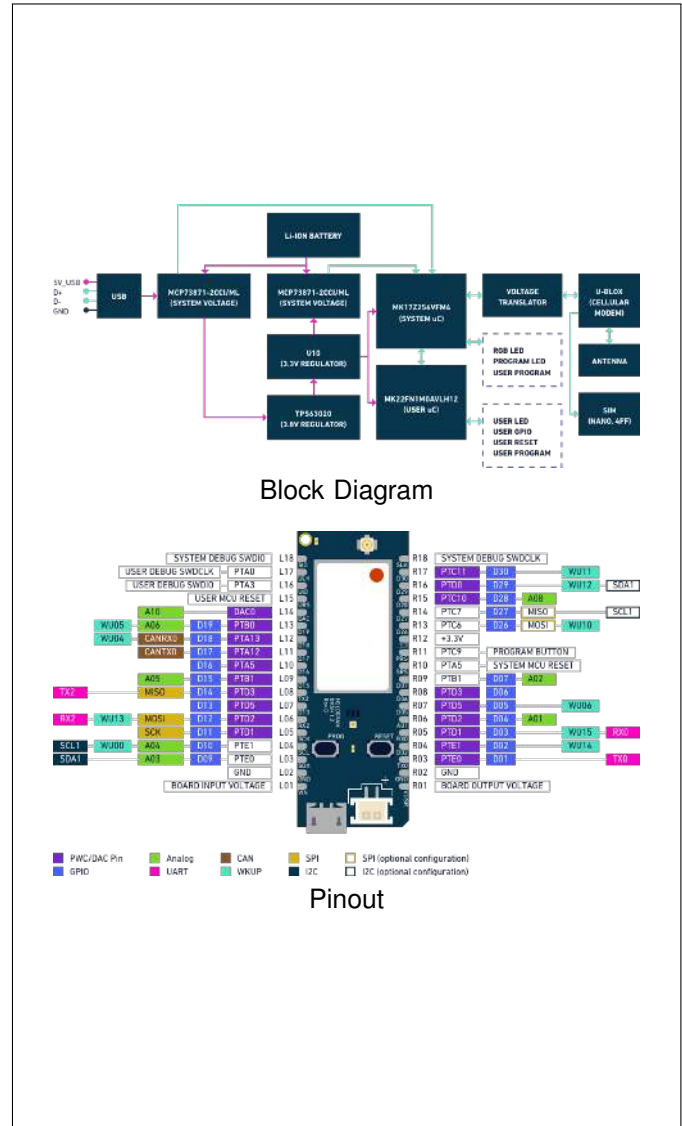 LI-ION BATTERY
5V_USB
D+
D-
GND
USB
MCP73871-2CCI/ML
(SYSTEM VOLTAGE)
MCP73871-2CCI/ML
(SYSTEM VOLTAGE)
MK17Z256VFM4
(SYSTEM uC)
VOLTAGE
TRANSLATOR
U-BLOX
(CELLULAR
MODEM)
U10
(3.3V REGULATOR)
RGB LED
PROGRAM LED
USER PROGRAM
ANTENNA
TPS63020
(3.8V REGULATOR)
MK22FN1M0AVLH12
(USER uC)
USER LED
USER GPIO
USER RESET
USER PROGRAM
SIM
(NANO, 4FF)
Block Diagram
SYSTEM DEBUG SWDIO L18 R18 SYSTEM DEBUG SWDCLK
USER DEBUG SWDCLK PTA0 L17 R17 PTC11 D30 WU11
USER DEBUG SWDIO PTA3 L16 R16 PTD0 D29 WU12 SDA1
USER MCU RESET L15 R15 PTC10 D28 A08
A10 DAC0 L14 R14 PTC7 D27 MISO SCL1
WU05 A06 D19 PTB0 L13 R13 PTC6 D26 MOSI WU10
WU04 CANRX0 D18 PTA13 L12 R12 +3.3V
CANTX0 D17 PTA12 L11 R11 PTC9 PROGRAM BUTTON
D16 PTA5 L10 R10 PTA5 SYSTEM MCU RESET
A05 D15 PTB1 L09 R09 PTB1 D07 A02
TX2 MISO D14 PTD3 L08 R08 PTD3 D06
D13 PTD5 L07 R07 PTD5 D05 WU06
RX2 WU13 MOSI D12 PTD2 L06 R06 PTD2 D04 A01
SCK D11 PTD1 L05 R05 PTD1 D03 WU15 RX0
SCL1 WU00 A04 D10 PTE1 L04 PROG RESET R04 PTE1 D02 WU14
SDA1 A03 D09 PTE0 L03 R03 PTE0 D01 TX0
GND L02 R02 GND
BOARD INPUT VOLTAGE L01 R01 BOARD OUTPUT VOLTAGE
PWC/DAC Pin Analog CAN SPI SPI (optional configuration)
GPIO UART WKUP I2C I2C (optional configuration)
Pinout